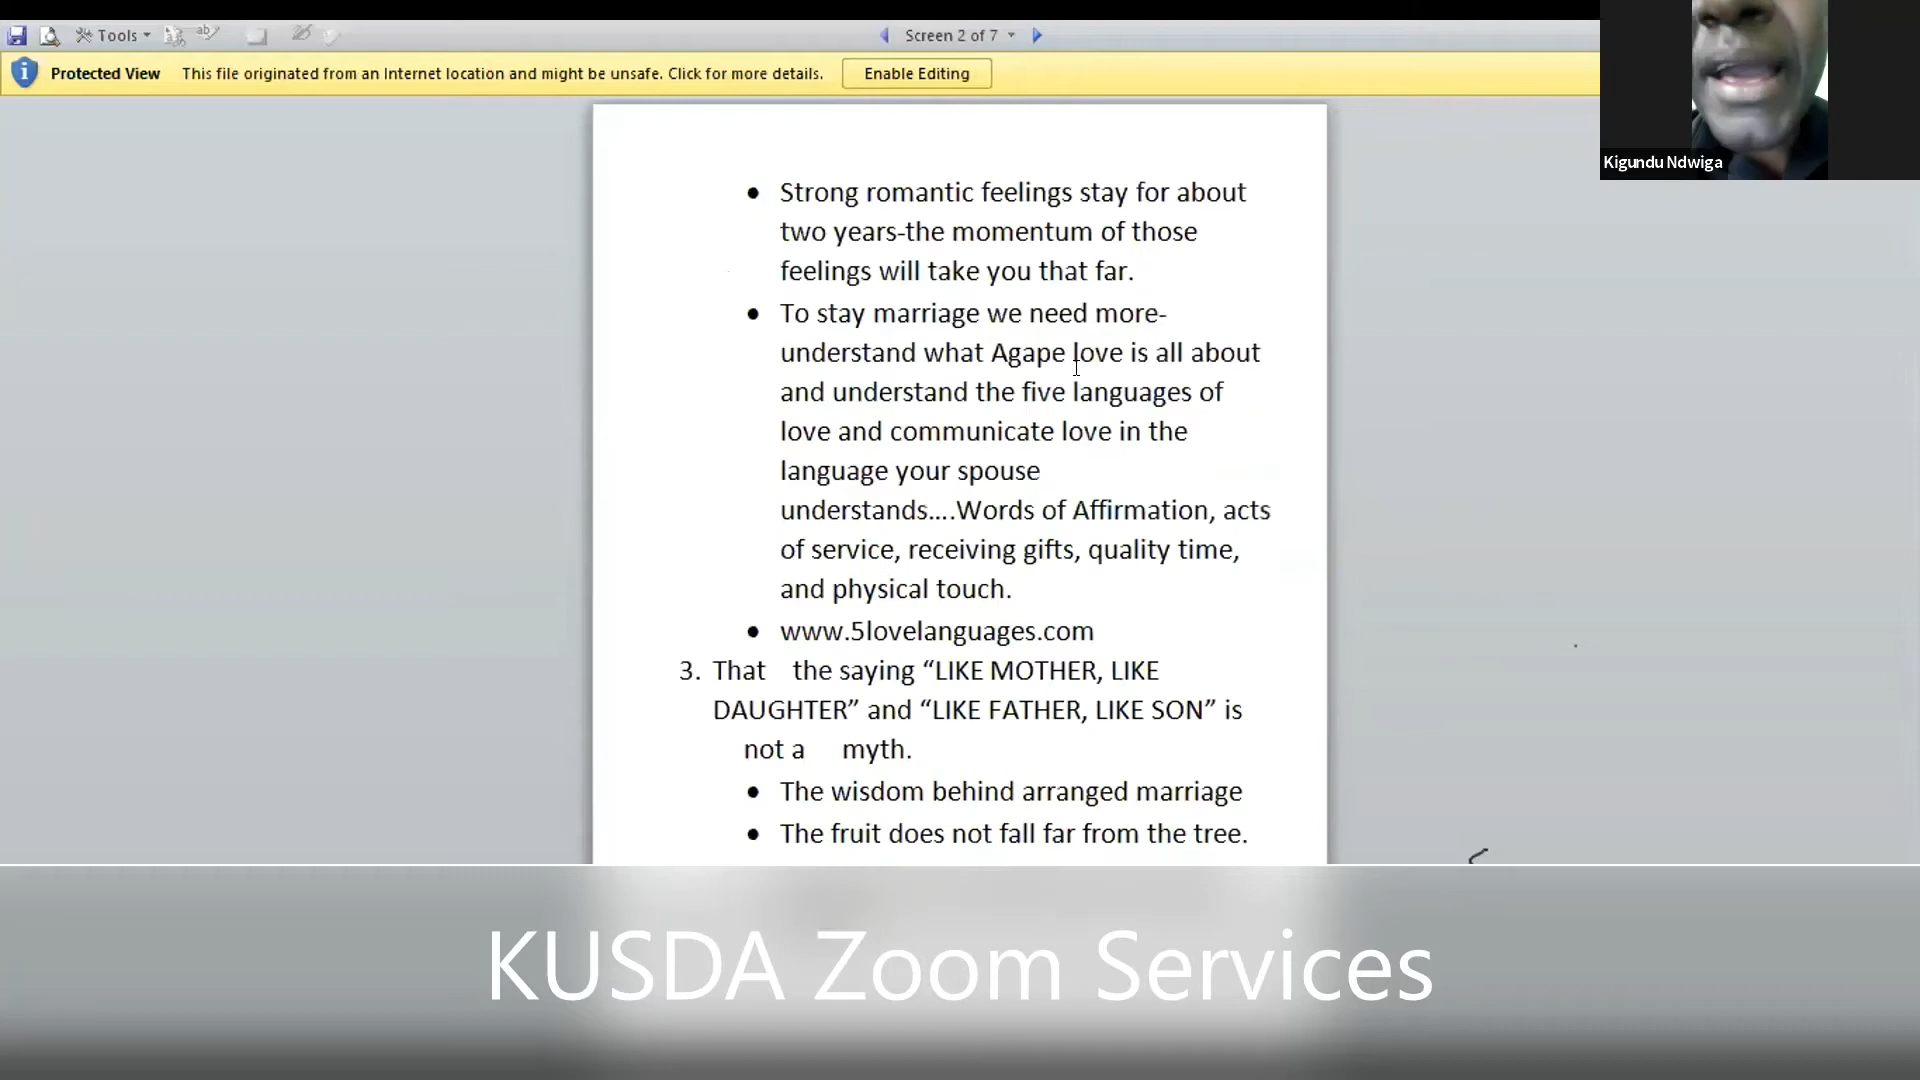 Tools
Screen 2 of 7
Protected View This file originated from an Internet location and might be unsafe. Click for more details. Enable Editing
Kigundu Ndwiga
• Strong romantic feelings stay for about
two years-the momentum of those
feelings will take you that far.
• To stay marriage we need more-
understand what Agape love is all about
and understand the five languages of
love and communicate love in the
language your spouse
understands....Words of Affirmation, acts
of service, receiving gifts, quality time,
and physical touch.
• www.5lovelanguages.com
3. That the saying “LIKE MOTHER, LIKE
DAUGHTER” and “LIKE FATHER, LIKE SON” is
not a myth.
• The wisdom behind arranged marriage
• The fruit does not fall far from the tree.
KUSDA Zoom Services